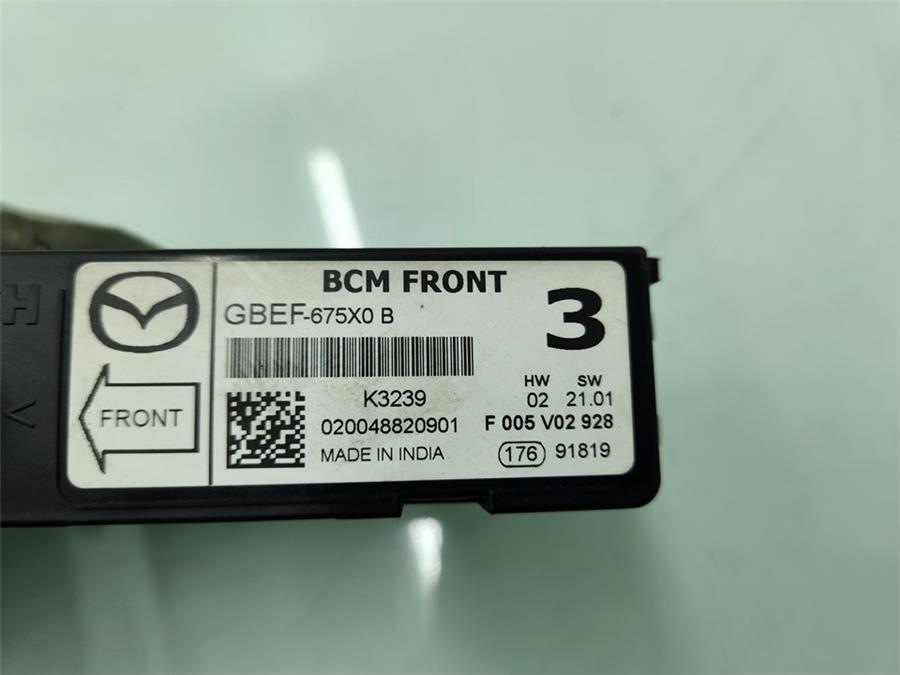 BCM FRONT
GBEF-675X0 B
3
K3239
020048820901
MADE IN INDIA
HW SW
02 21.01
F 005 V02 928
176 91819
FRONT
H